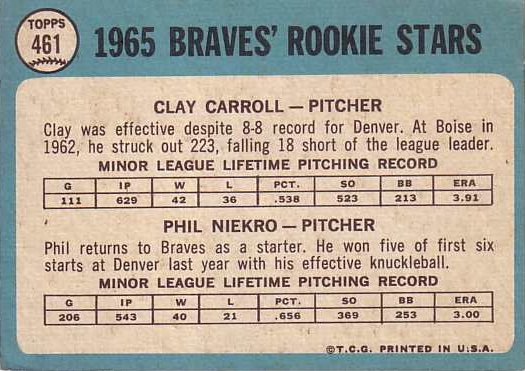 TOPPS
461
1965 BRAVES' ROOKIE STARS
CLAY CARROLL — PITCHER
Clay was effective despite 8-8 record for Denver. At Boise in
1962, he struck out 223, falling 18 short of the league leader.
MINOR LEAGUE LIFETIME PITCHING RECORD
G IP W L PCT. SO BB ERA
111 629 42 36 .538 523 213 3.91
PHIL NIEKRO — PITCHER
Phil returns to Braves as a starter. He won five of first six
starts at Denver last year with his effective knuckleball.
MINOR LEAGUE LIFETIME PITCHING RECORD
G IP W L PCT. SO BB ERA
206 543 40 21 .656 369 253 3.00
©T.C.G. PRINTED IN U.S.A.